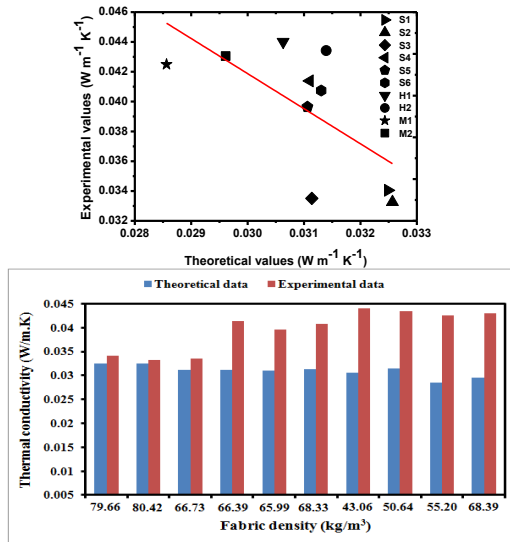 0.046
0.044
0.042
0.040
0.038
0.036
0.034
0.032
Experimental values (W m⁻¹ K⁻¹)
S1
S2
S3
S4
S5
S6
H1
H2
M1
M2
0.028 0.029 0.030 0.031 0.032 0.033
Theoretical values (W m⁻¹ K⁻¹)
Theoretical data Experimental data
Thermal conductivity (W/m.K)
0.045
0.04
0.035
0.03
0.025
0.02
0.015
0.01
0.005
79.66 80.42 66.73 66.39 65.99 68.33 43.06 50.64 55.20 68.39
Fabric density (kg/m³)